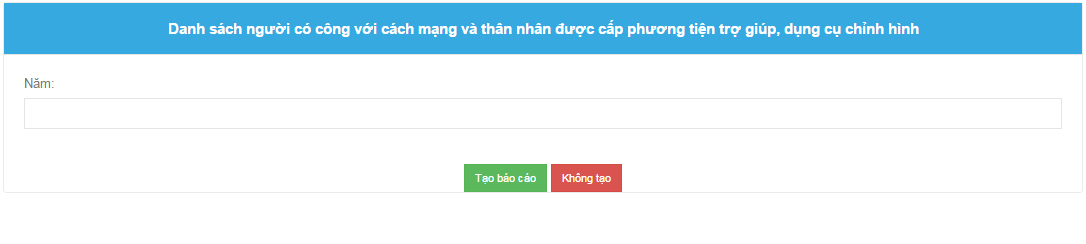 Danh sách người có công với cách mạng và thân nhân được cấp phương tiện trợ giúp, dụng cụ chỉnh hình
Năm:
Tạo báo cáo
Không tạo